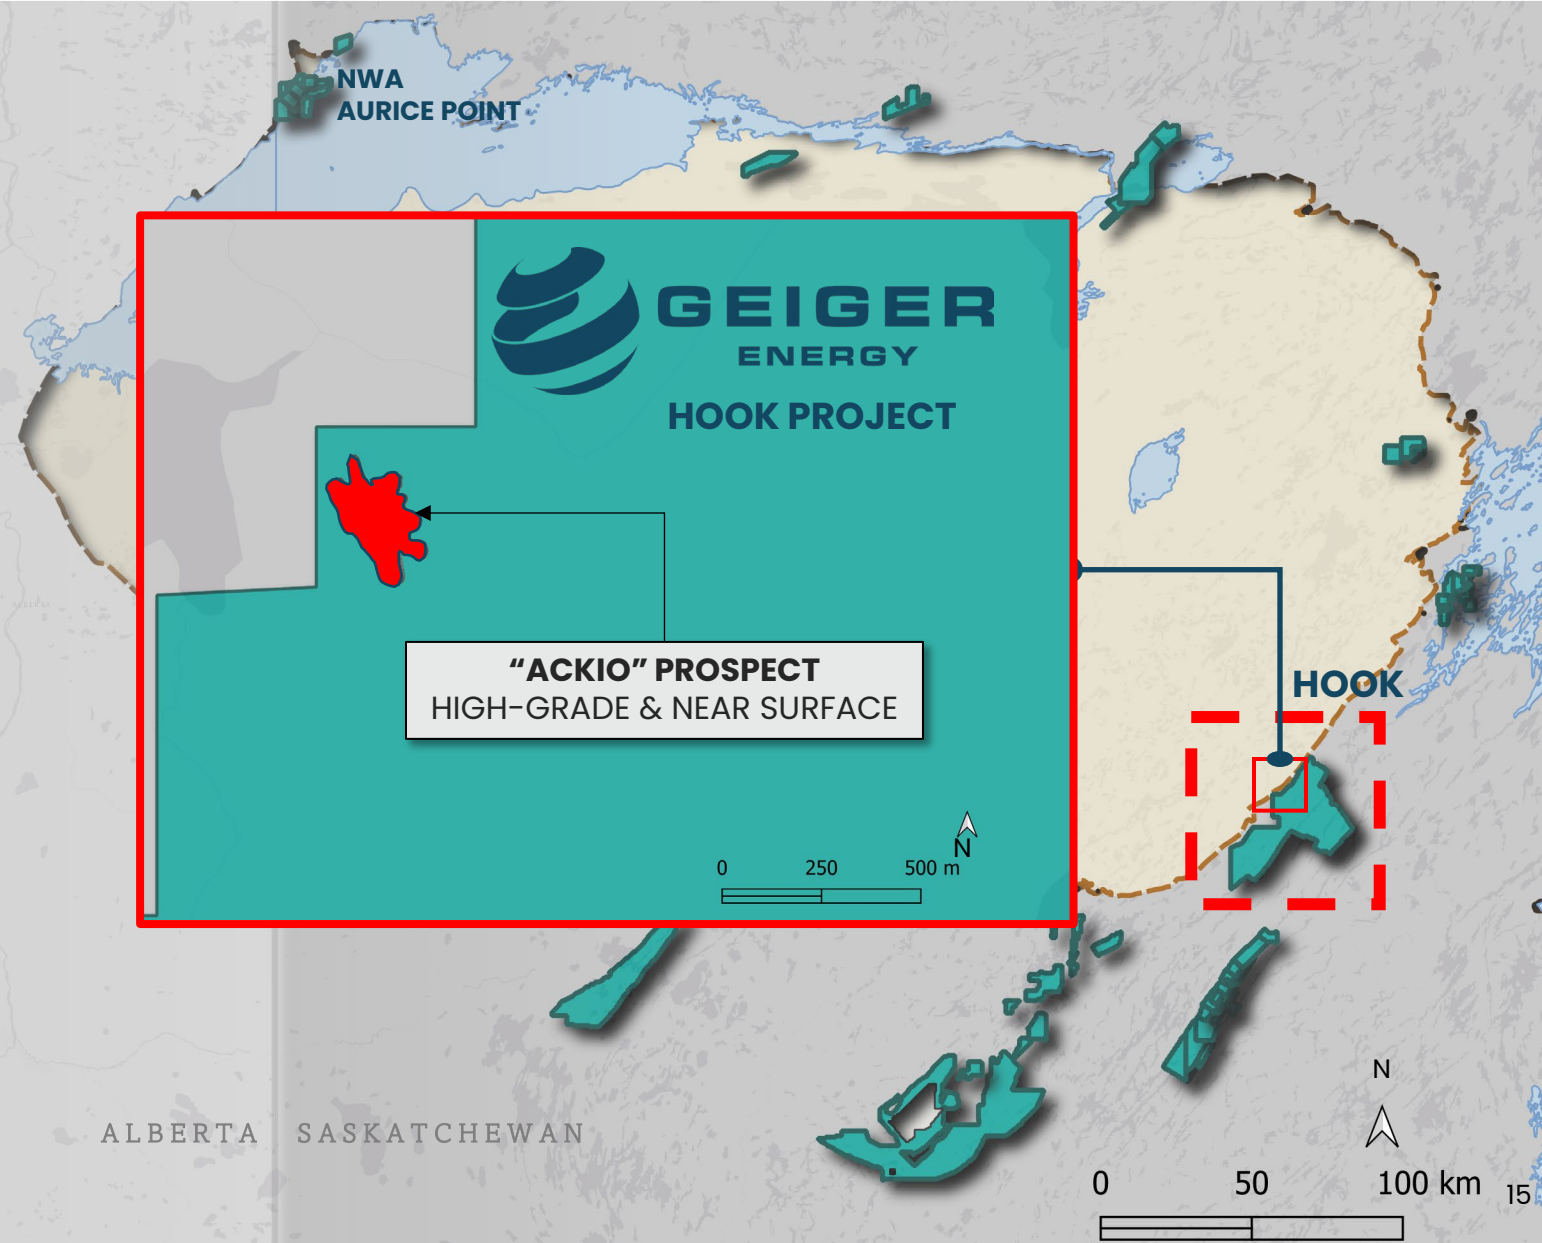 NWA
AURICE POINT
GEIGER
ENERGY
HOOK PROJECT
“ACKIO” PROSPECT
HIGH-GRADE & NEAR SURFACE
N
0 250 500 m
HOOK
ALBERTA SASKATCHEWAN
N
0 50 100 km
15